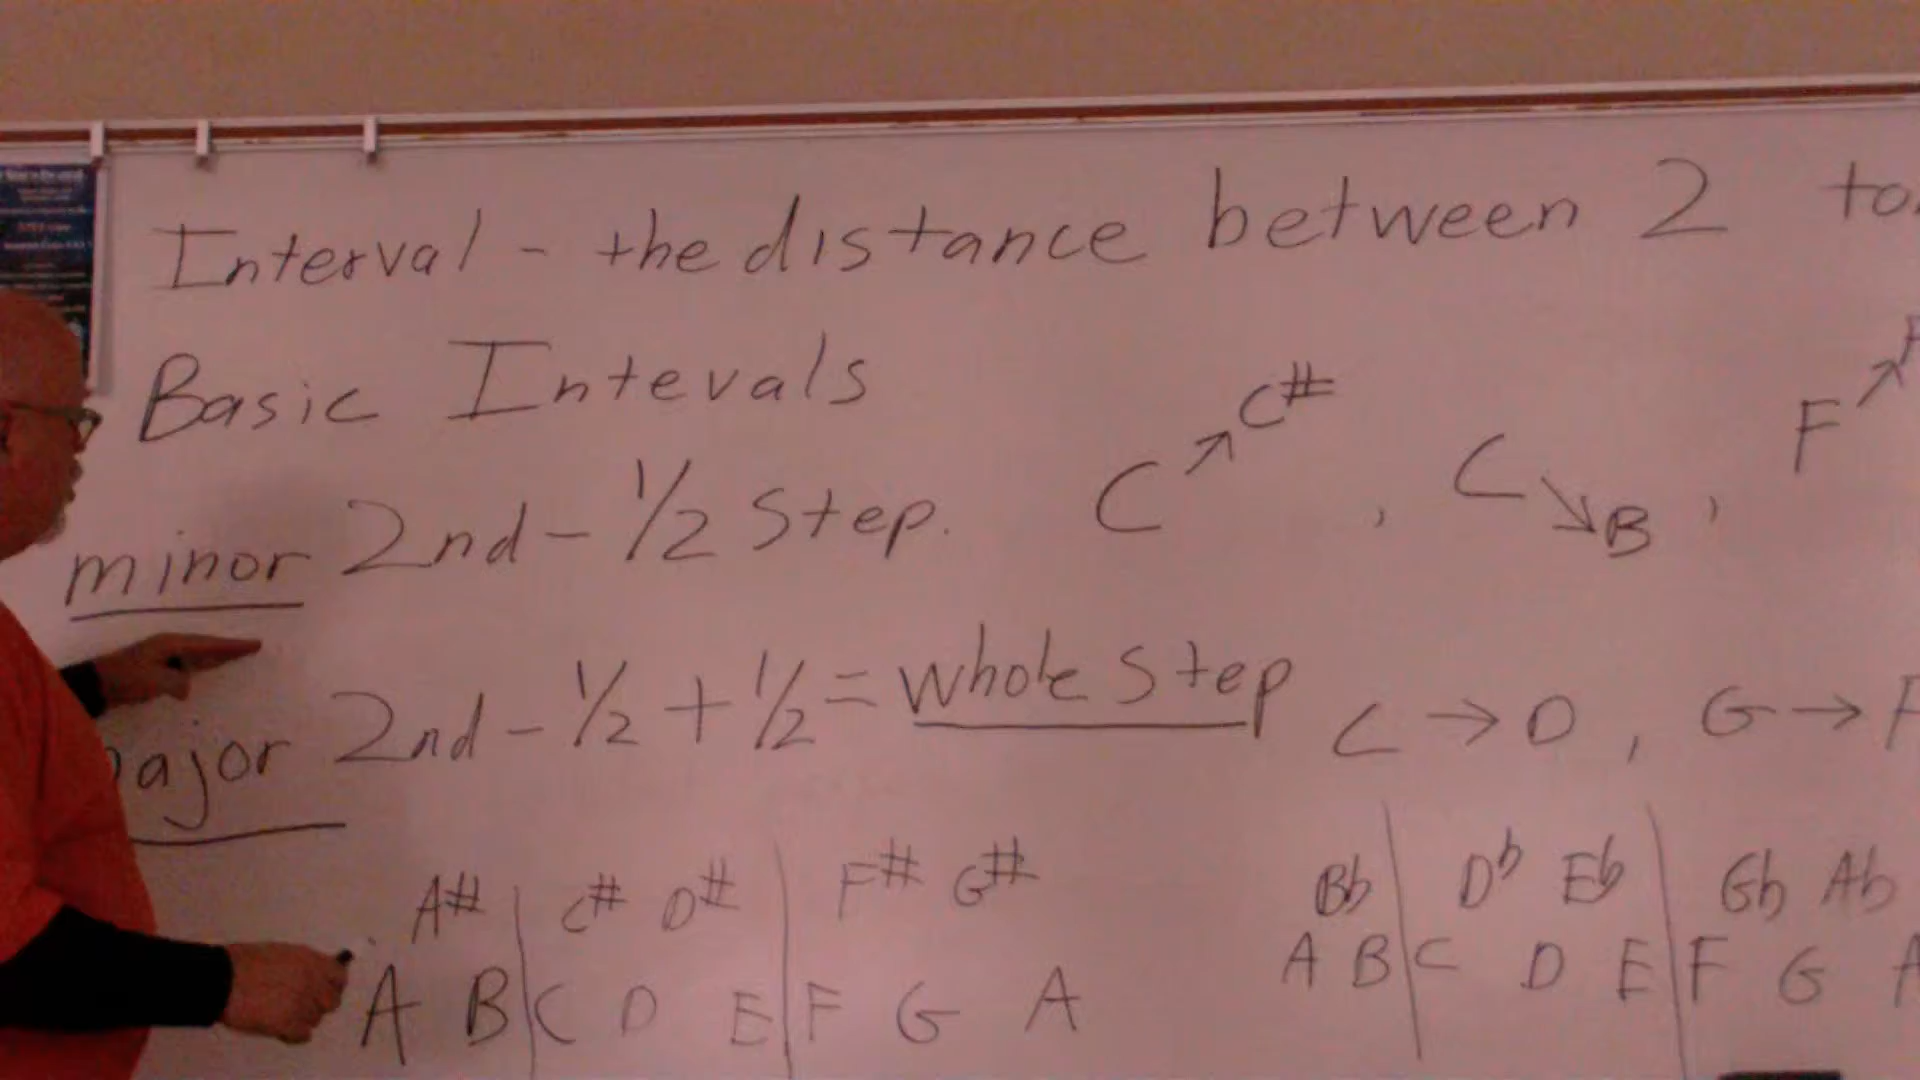 Interval - the distance between 2
Basic Intevals
minor 2nd - 1/2 Step. C ↗ C# , C ↘ B , F ↗
ajor 2nd - 1/2 + 1/2 = whole Step C → D , G → F
A# | C# D# | F# G#
A B | C D E | F G A
Bb | Db Eb | Gb Ab
A B | C D E | F G A